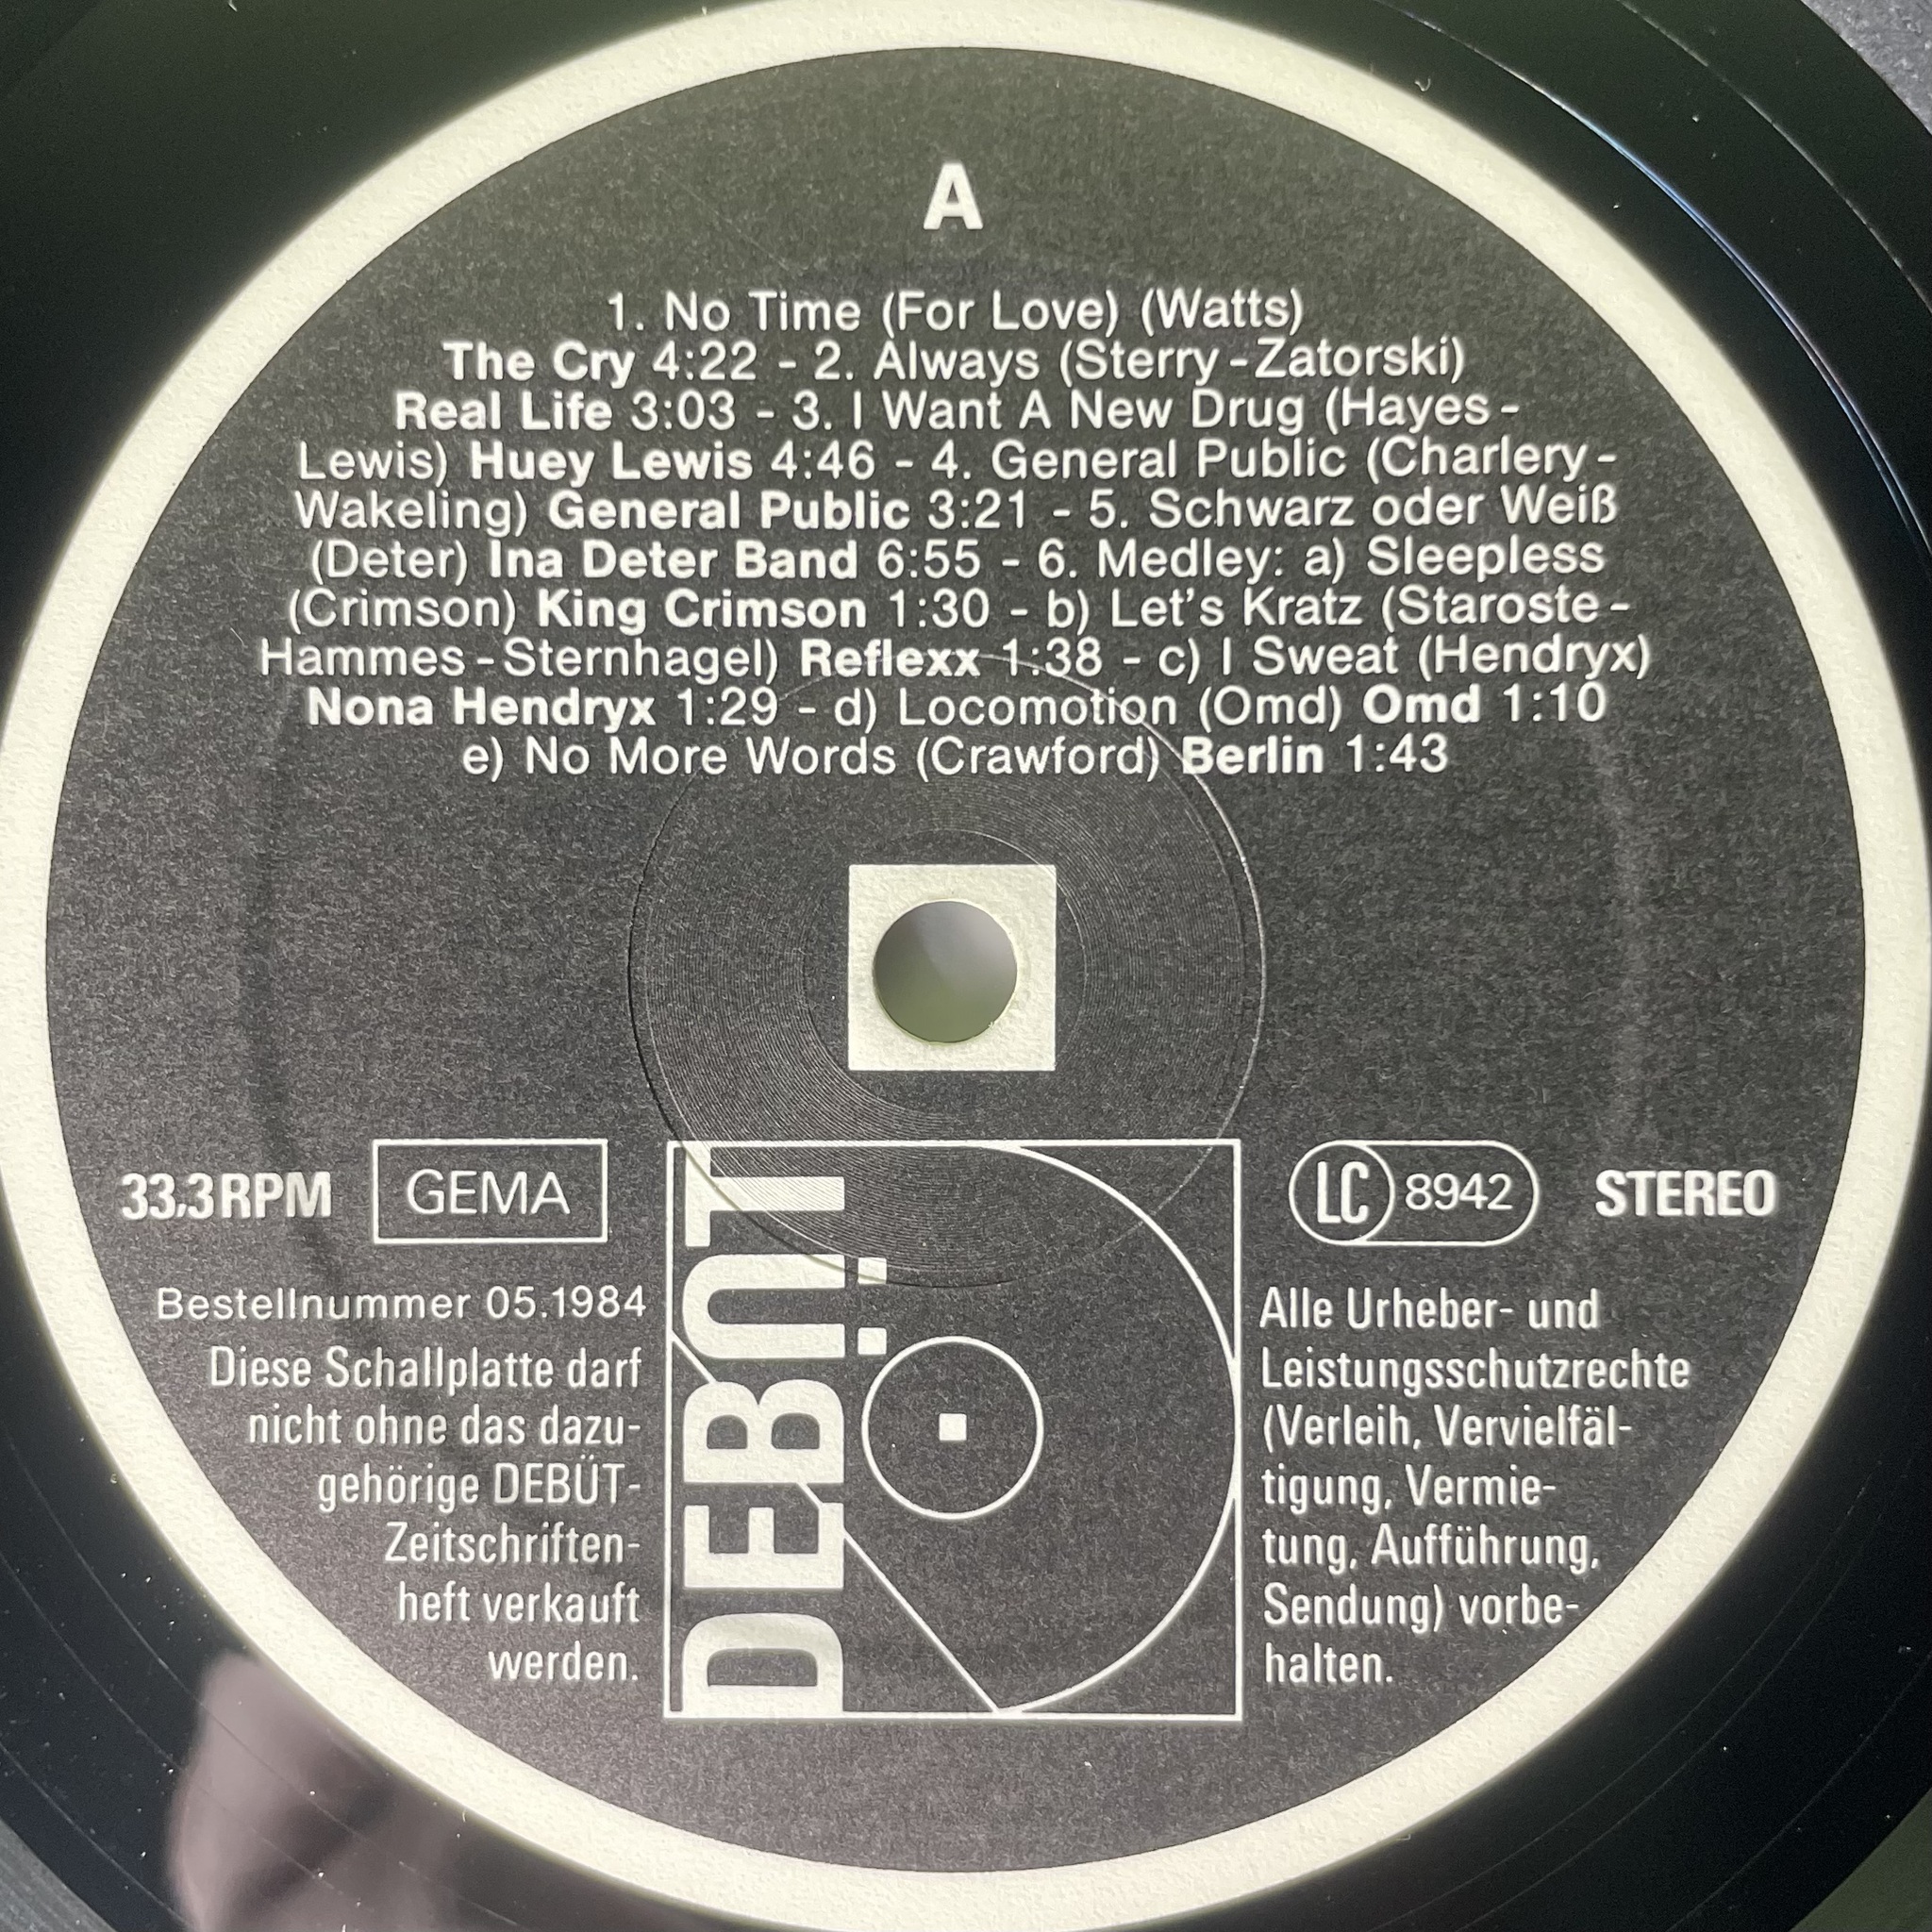 A
1. No Time (For Love) (Watts)
The Cry 4:22 - 2. Always (Sterry-Zatorski)
Real Life 3:03 - 3. I Want A New Drug (Hayes-
Lewis) Huey Lewis 4:46 - 4. General Public (Charlery-
Wakeling) General Public 3:21 - 5. Schwarz oder Weiß
(Deter) Ina Deter Band 6:55 - 6. Medley: a) Sleepless
(Crimson) King Crimson 1:30 - b) Let's Kratz (Staroste-
Hammes-Sternhagel) Reflexx 1:38 - c) I Sweat (Hendryx)
Nona Hendryx 1:29 - d) Locomotion (Omd) Omd 1:10
e) No More Words (Crawford) Berlin 1:43
33.3 RPM
GEMA
Bestellnummer 05.1984
Diese Schallplatte darf
nicht ohne das dazu-
gehörige DEBÜT-
Zeitschriften-
heft verkauft
werden.
DEBÜT
LC 8942
STEREO
Alle Urheber- und
Leistungsschutzrechte
(Verleih, Vervielfäl-
tigung, Vermie-
tung, Aufführung,
Sendung) vorbe-
halten.